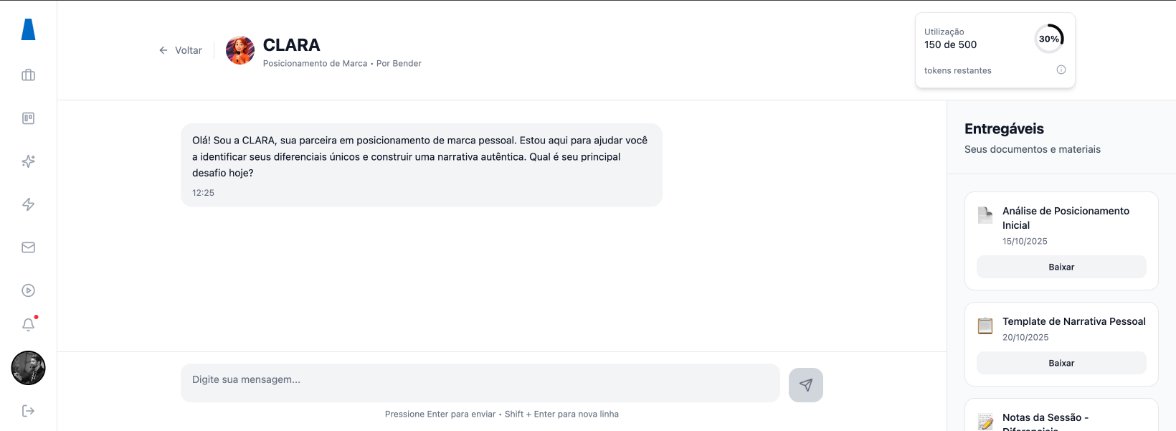 Voltar
CLARA
Posicionamento de Marca • Por Bender
Utilização
150 de 500
30%
tokens restantes
Olá! Sou a CLARA, sua parceira em posicionamento de marca pessoal. Estou aqui para ajudar você
a identificar seus diferenciais únicos e construir uma narrativa autêntica. Qual é seu principal
desafio hoje?
12:25
Digite sua mensagem...
Pressione Enter para enviar • Shift + Enter para nova linha
Entregáveis
Seus documentos e materiais
Análise de Posicionamento
Inicial
15/10/2025
Baixar
Template de Narrativa Pessoal
20/10/2025
Baixar
Notas da Sessão -
Diferenciais